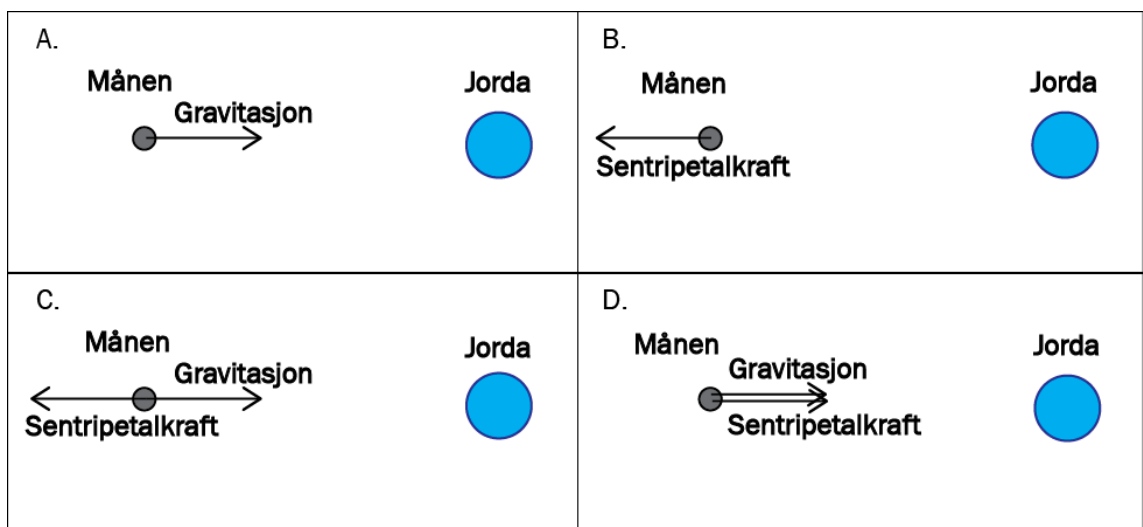 A.
Månen
Jorda
Gravitasjon
B.
Månen
Jorda
Sentripetalkraft
C.
Månen
Jorda
Gravitasjon
Sentripetalkraft
D.
Månen
Jorda
Gravitasjon
Sentripetalkraft